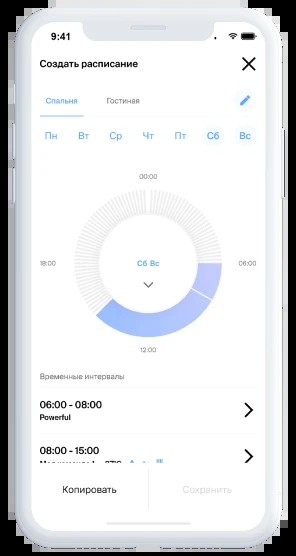 9:41
Создать расписание
Спальня Гостиная
Пн Вт Ср Чт Пт Сб Вс
00:00
Сб Вс
18:00 06:00
12:00
Временные интервалы
06:00 - 08:00
Powerful
08:00 - 15:00
Копировать Сохранить